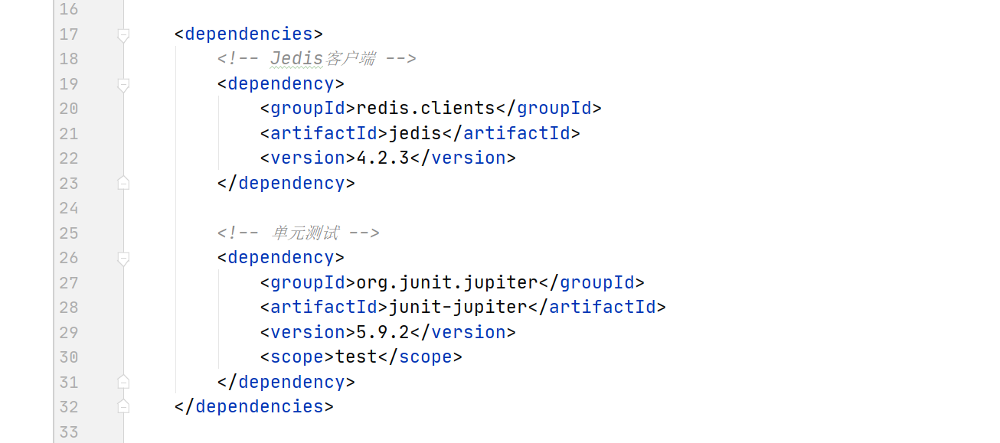 16
17 <dependencies>
18 <!-- Jedis客户端 -->
19 <dependency>
20 <groupId>redis.clients</groupId>
21 <artifactId>jedis</artifactId>
22 <version>4.2.3</version>
23 </dependency>
24
25 <!-- 单元测试 -->
26 <dependency>
27 <groupId>org.junit.jupiter</groupId>
28 <artifactId>junit-jupiter</artifactId>
29 <version>5.9.2</version>
30 <scope>test</scope>
31 </dependency>
32 </dependencies>
33